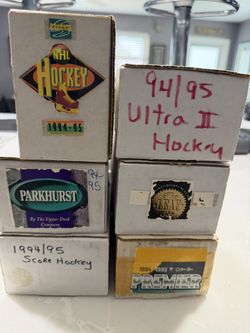 NHL
HOCKEY
1994-95
94/95
Ultra II
Hockey
PARKHURST
By The Upper Deck
Company
94-
95
1994/95
Score Hockey
PREMIER